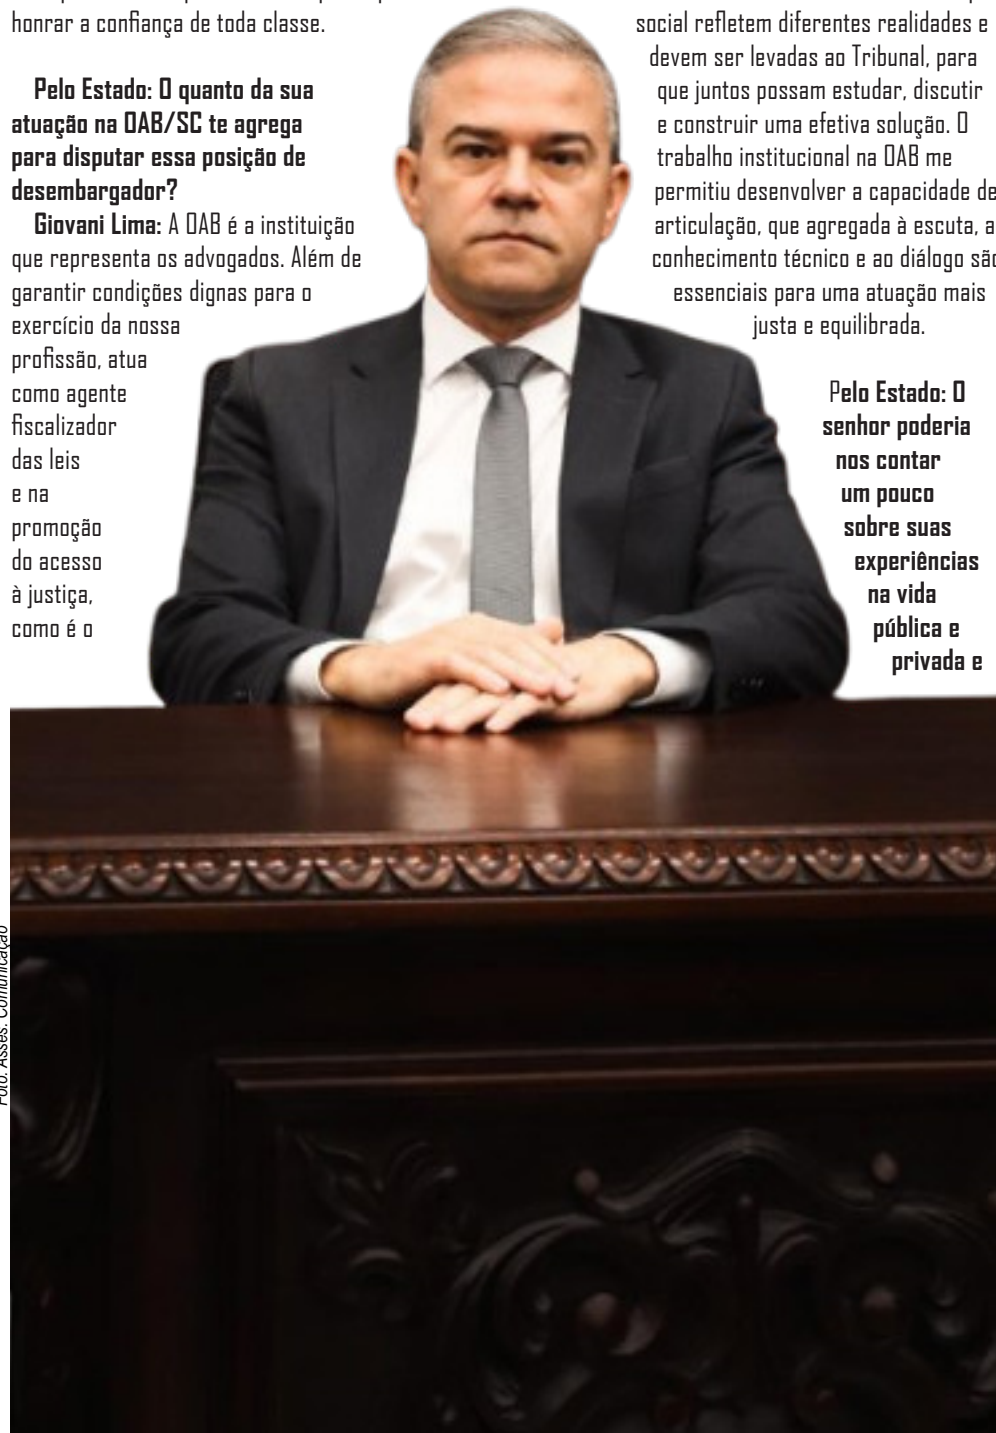 honrar a confiança de toda classe.
Pelo Estado: O quanto da sua
atuação na OAB/SC te agrega
para disputar essa posição de
desembargador?
Giovani Lima: A OAB é a instituição
que representa os advogados. Além de
garantir condições dignas para o
exercício da nossa
profissão, atua
como agente
fiscalizador
das leis
e na
promoção
do acesso
à justiça,
como é o
social refletem diferentes realidades e
devem ser levadas ao Tribunal, para
que juntos possam estudar, discutir
e construir uma efetiva solução. O
trabalho institucional na OAB me
permitiu desenvolver a capacidade de
articulação, que agregada à escuta, a
conhecimento técnico e ao diálogo são
essenciais para uma atuação mais
justa e equilibrada.
Pelo Estado: O
senhor poderia
nos contar
um pouco
sobre suas
experiências
na vida
pública e
privada e
Foto: Asses. Comunicação